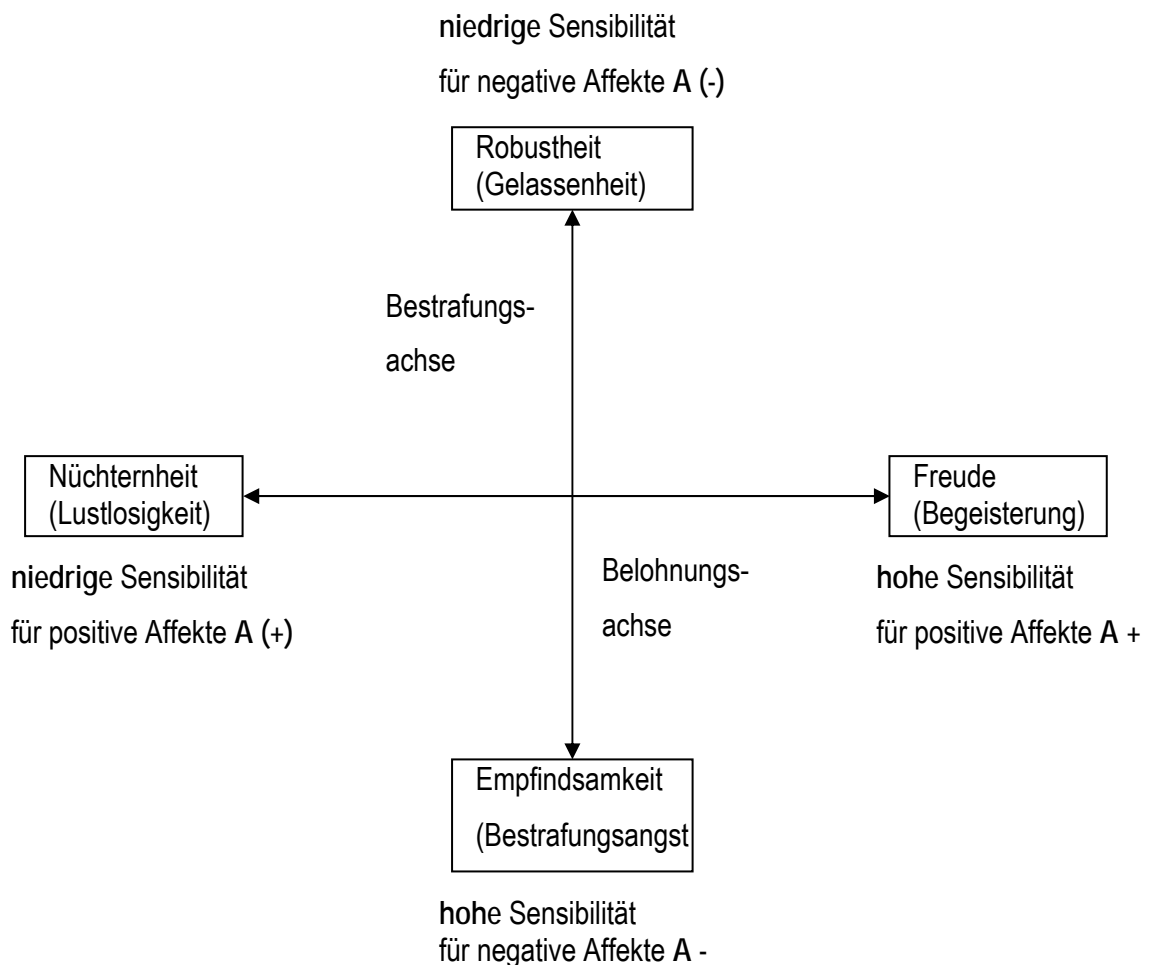 niedrige Sensibilität
für negative Affekte A (-)
Robustheit
(Gelassenheit)
Bestrafungs-
achse
Nüchternheit
(Lustlosigkeit)
niedrige Sensibilität
für positive Affekte A (+)
Freude
(Begeisterung)
hohe Sensibilität
für positive Affekte A +
Belohnungs-
achse
Empfindsamkeit
(Bestrafungsangst
hohe Sensibilität
für negative Affekte A -